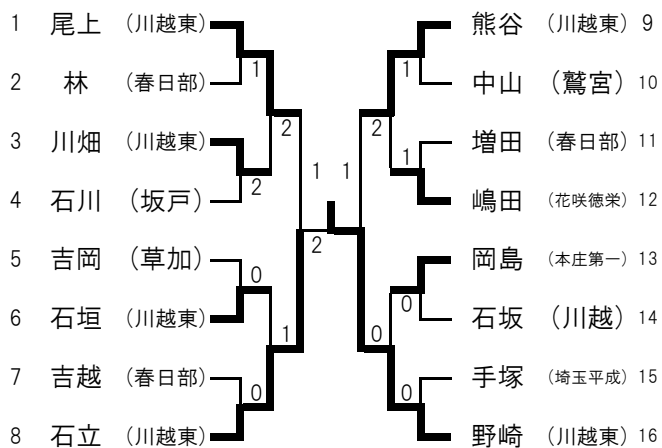 1 尾上 (川越東)
2 林 (春日部)
3 川畑 (川越東)
4 石川 (坂戸)
5 吉岡 (草加)
6 石垣 (川越東)
7 吉越 (春日部)
8 石立 (川越東)
1
2
0
0
2
1
1
2
1
2
0
1
1
0
0
熊谷 (川越東) 9
中山 (鷲宮) 10
増田 (春日部) 11
嶋田 (花咲徳栄) 12
岡島 (本庄第一) 13
石坂 (川越) 14
手塚 (埼玉平成) 15
野崎 (川越東) 16